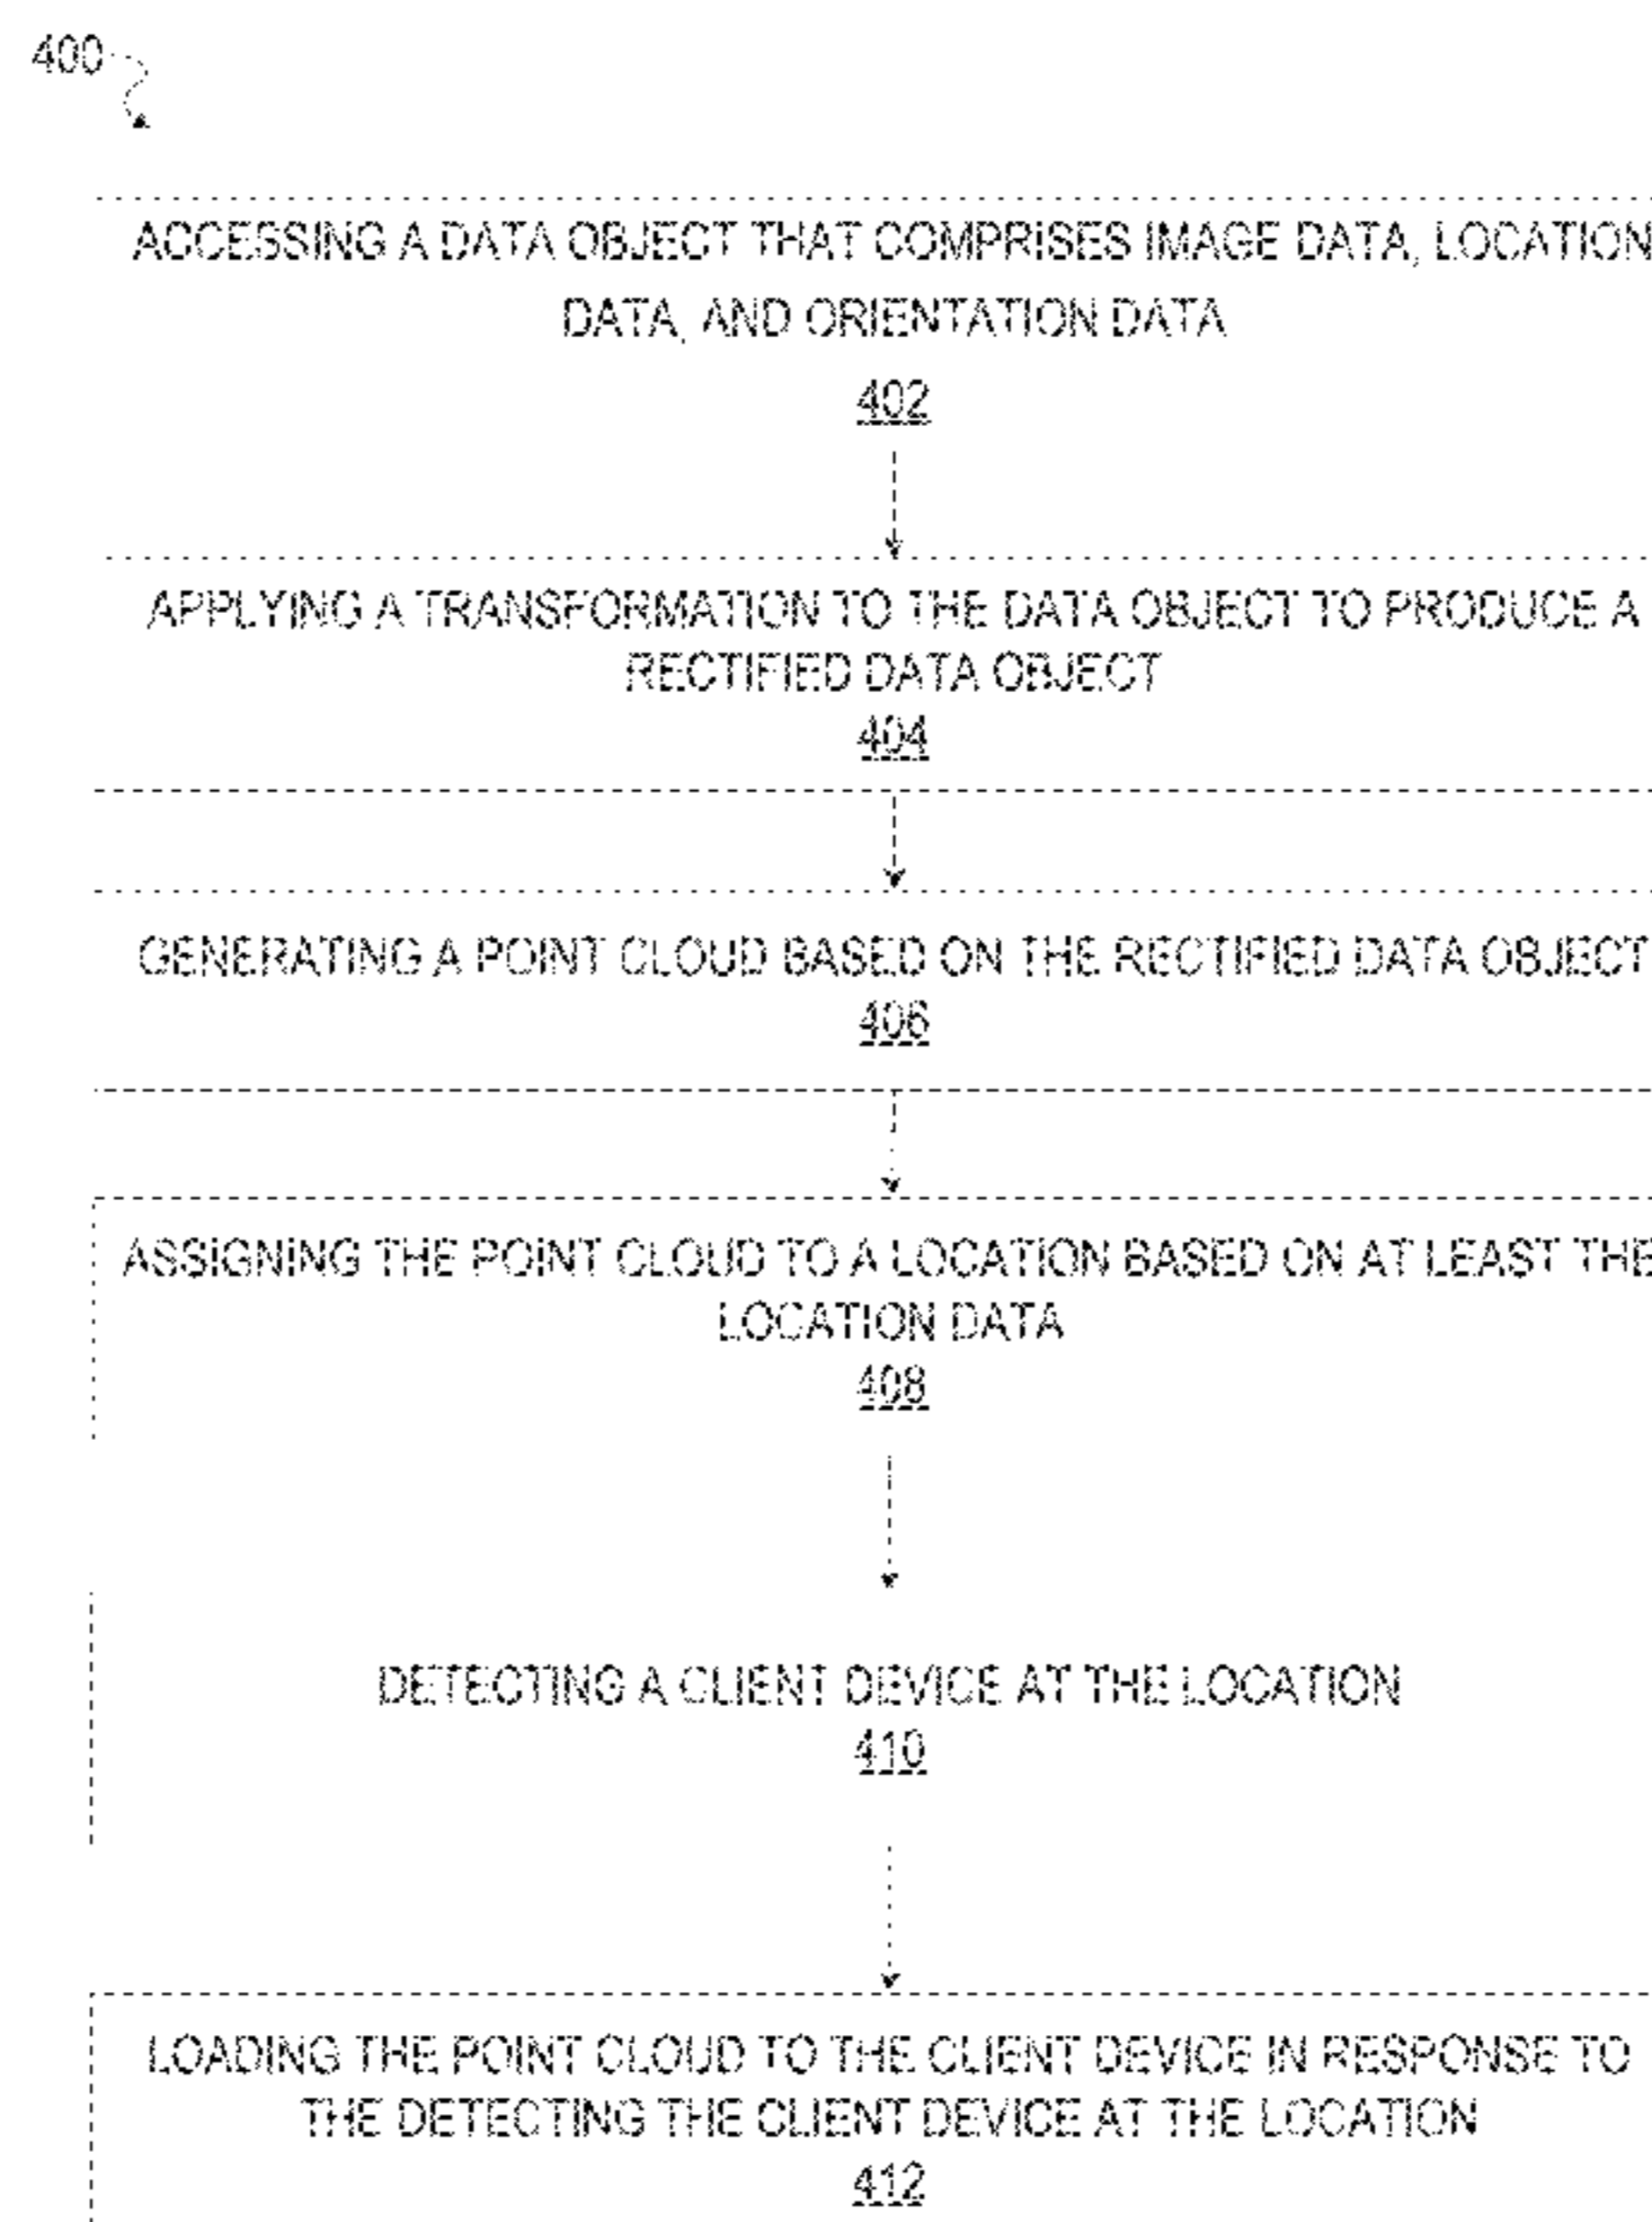 400
ACCESSING A DATA OBJECT THAT COMPRISES IMAGE DATA, LOCATION
DATA, AND ORIENTATION DATA
402
APPLYING A TRANSFORMATION TO THE DATA OBJECT TO PRODUCE A
RECTIFIED DATA OBJECT
404
GENERATING A POINT CLOUD BASED ON THE RECTIFIED DATA OBJECT
406
ASSIGNING THE POINT CLOUD TO A LOCATION BASED ON AT LEAST THE
LOCATION DATA
408
DETECTING A CLIENT DEVICE AT THE LOCATION
410
LOADING THE POINT CLOUD TO THE CLIENT DEVICE IN RESPONSE TO
THE DETECTING THE CLIENT DEVICE AT THE LOCATION
412